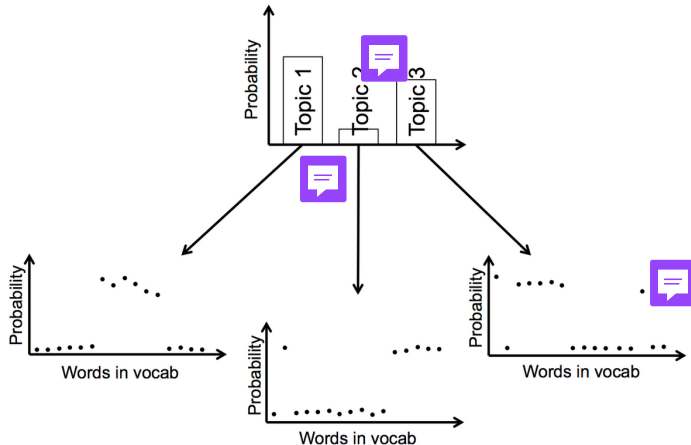 Probability
Topic 1
Topic 2
Topic 3
Probability
Words in vocab
Probability
Words in vocab
Probability
Words in vocab